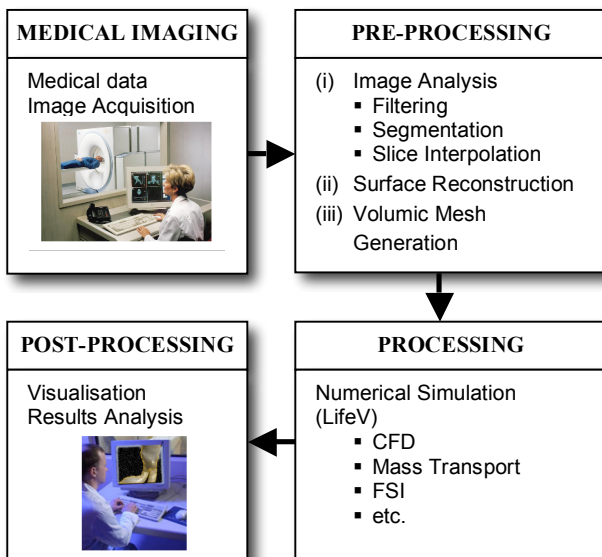 MEDICAL IMAGING
Medical data
Image Acquisition
PRE-PROCESSING
(i) Image Analysis
▪ Filtering
▪ Segmentation
▪ Slice Interpolation
(ii) Surface Reconstruction
(iii) Volumic Mesh
Generation
PROCESSING
Numerical Simulation
(LifeV)
▪ CFD
▪ Mass Transport
▪ FSI
▪ etc.
POST-PROCESSING
Visualisation
Results Analysis